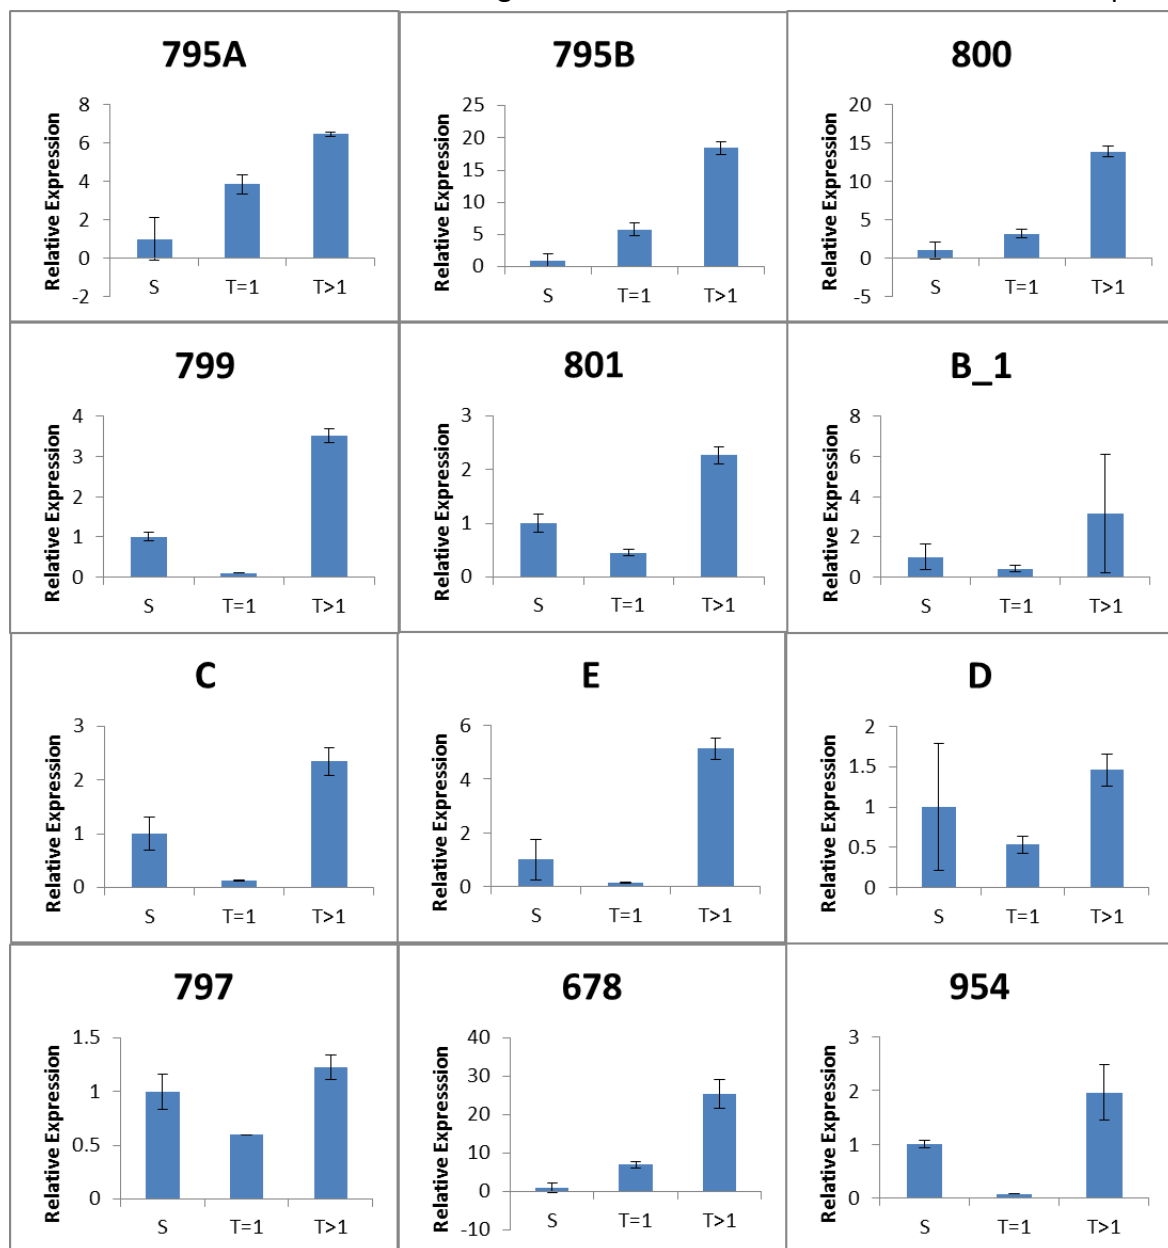 795A
Relative Expression
8
6
4
2
0
-2
S T=1 T>1
795B
Relative Expression
25
20
15
10
5
0
S T=1 T>1
800
Relative Expression
20
15
10
5
0
-5
S T=1 T>1
799
Relative Expression
4
3
2
1
0
S T=1 T>1
801
Relative Expression
3
2
1
0
S T=1 T>1
B_1
Relative Expression
8
6
4
2
0
S T=1 T>1
C
Relative Expression
3
2
1
0
S T=1 T>1
E
Relative Expression
6
4
2
0
S T=1 T>1
D
Relative Expression
2
1.5
1
0.5
0
S T=1 T>1
797
Relative Expression
1.5
1
0.5
0
S T=1 T>1
678
Relative Expression
40
30
20
10
0
-10
S T=1 T>1
954
Relative Expression
3
2
1
0
S T=1 T>1